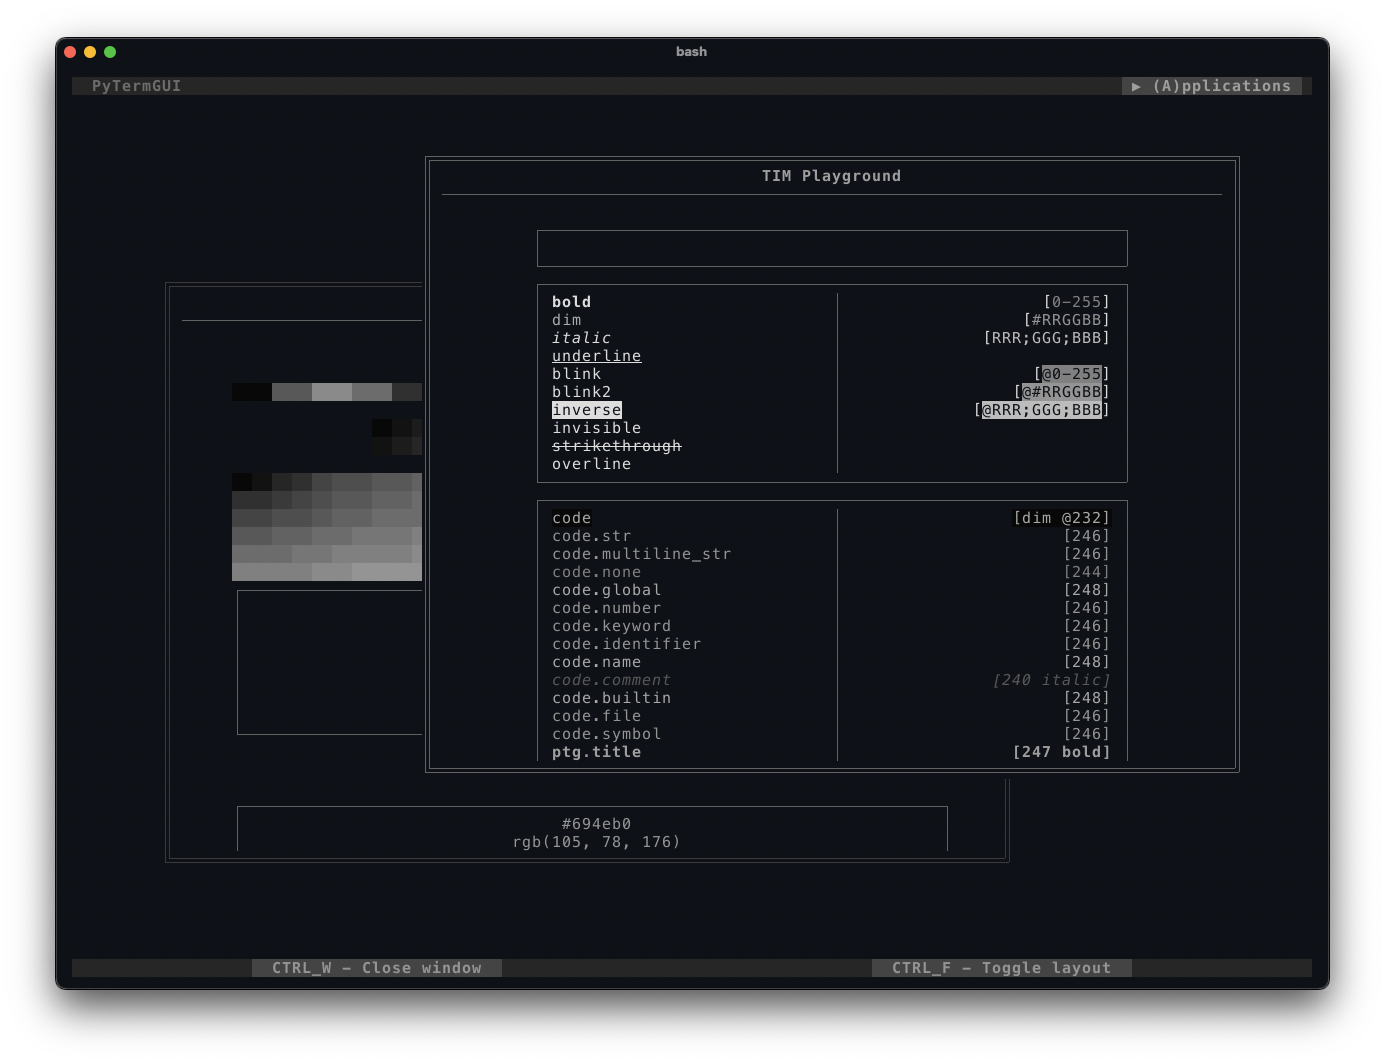 bash
PyTermGUI ▶ (A)pplications
TIM Playground
bold [0-255]
dim [#RRGGBB]
italic [RRR;GGG;BBB]
underline
blink [@0-255]
blink2 [@#RRGGBB]
inverse [@RRR;GGG;BBB]
invisible
strikethrough
overline
code [dim @232]
code.str [246]
code.multiline_str [246]
code.none [244]
code.global [248]
code.number [246]
code.keyword [246]
code.identifier [246]
code.name [248]
code.comment [240 italic]
code.builtin [248]
code.file [246]
code.symbol [246]
ptg.title [247 bold]
#694eb0
rgb(105, 78, 176)
CTRL_W - Close window CTRL_F - Toggle layout